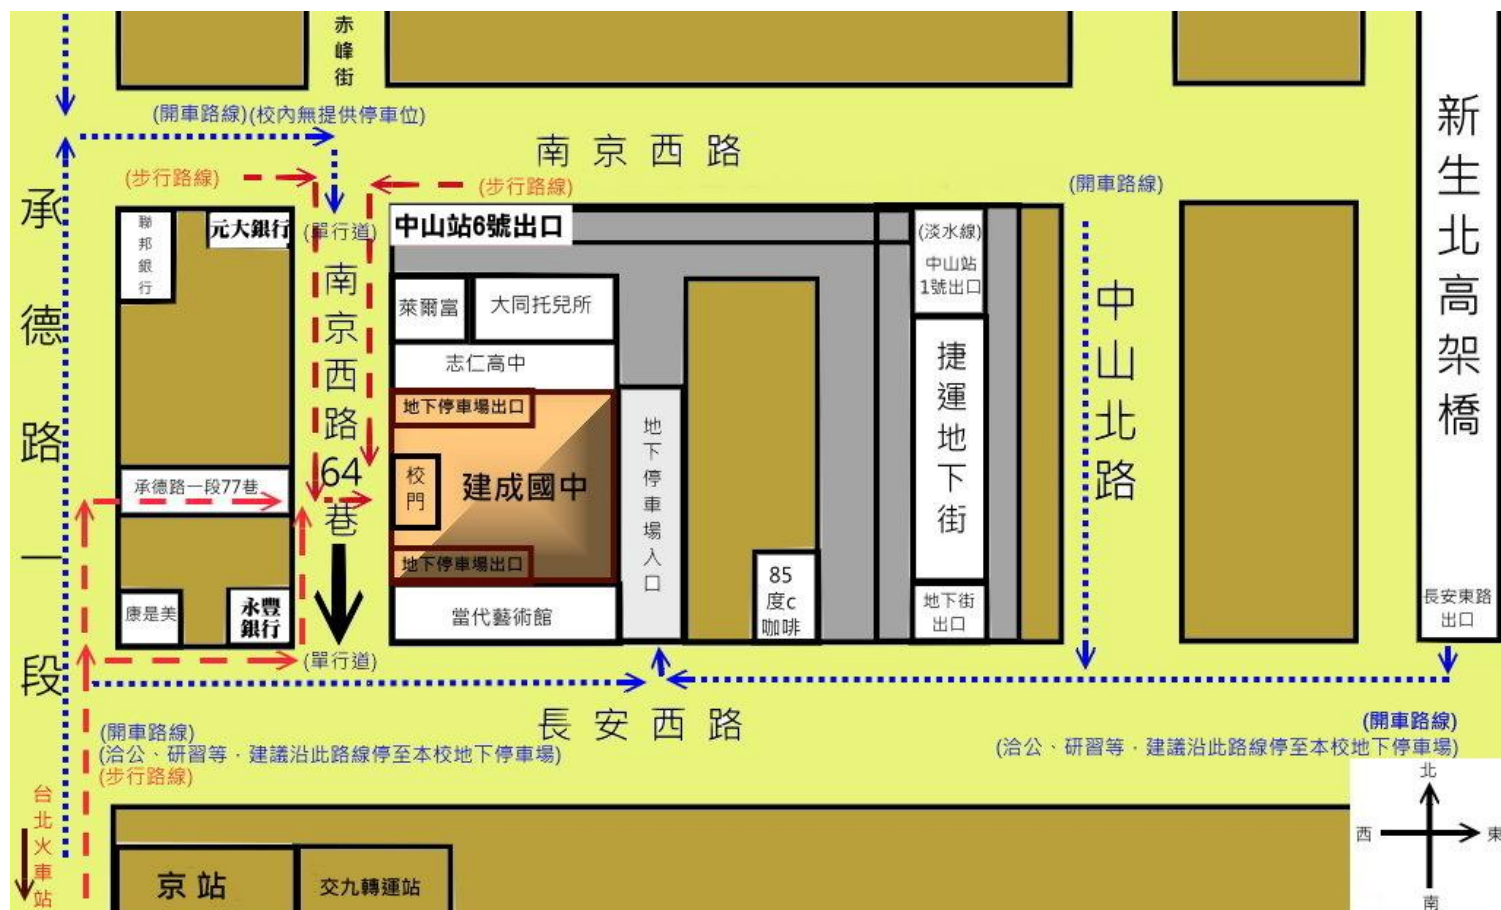 赤峰街
(開車路線)(校內無提供停車位)
南京西路
(步行路線)
(步行路線)
(開車路線)
新生北高架橋
承德路一段
聯邦銀行
元大銀行
(單行道)
中山站6號出口
(淡水線)
中山站
1號出口
南京西路64巷
萊爾富
大同托兒所
中山北路
志仁高中
捷運地下街
地下停車場出口
地下停車場入口
校門
建成國中
承德路一段77巷
地下停車場出口
85
度c
咖啡
地下街
出口
長安東路
出口
康是美
永豐
銀行
當代藝術館
(單行道)
長安西路
(開車路線)
(洽公、研習等，建議沿此路線停至本校地下停車場)
(步行路線)
(開車路線)
(洽公、研習等，建議沿此路線停至本校地下停車場)
台北火車站
京站
交九轉運站
北
西
東
南